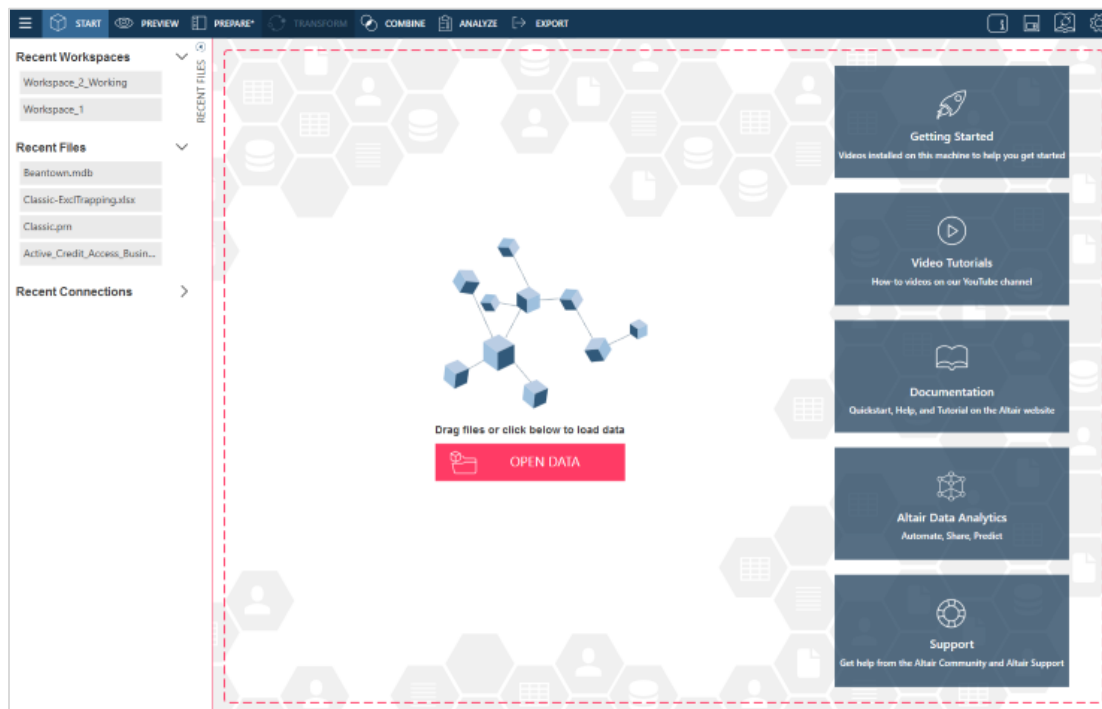 START PREVIEW PREPARE* TRANSFORM COMBINE ANALYZE EXPORT
Recent Workspaces
Workspace_2_Working
Workspace_1
Recent Files
Beantown.mdb
Classic-ExclTrapping.xlsx
Classic.prn
Active_Credit_Access_Busin...
Recent Connections
RECENT FILES
Drag files or click below to load data
OPEN DATA
Getting Started
Videos installed on this machine to help you get started
Video Tutorials
How-to videos on our YouTube channel
Documentation
Quickstart, Help, and Tutorial on the Altair website
Altair Data Analytics
Automate, Share, Predict
Support
Get help from the Altair Community and Altair Support